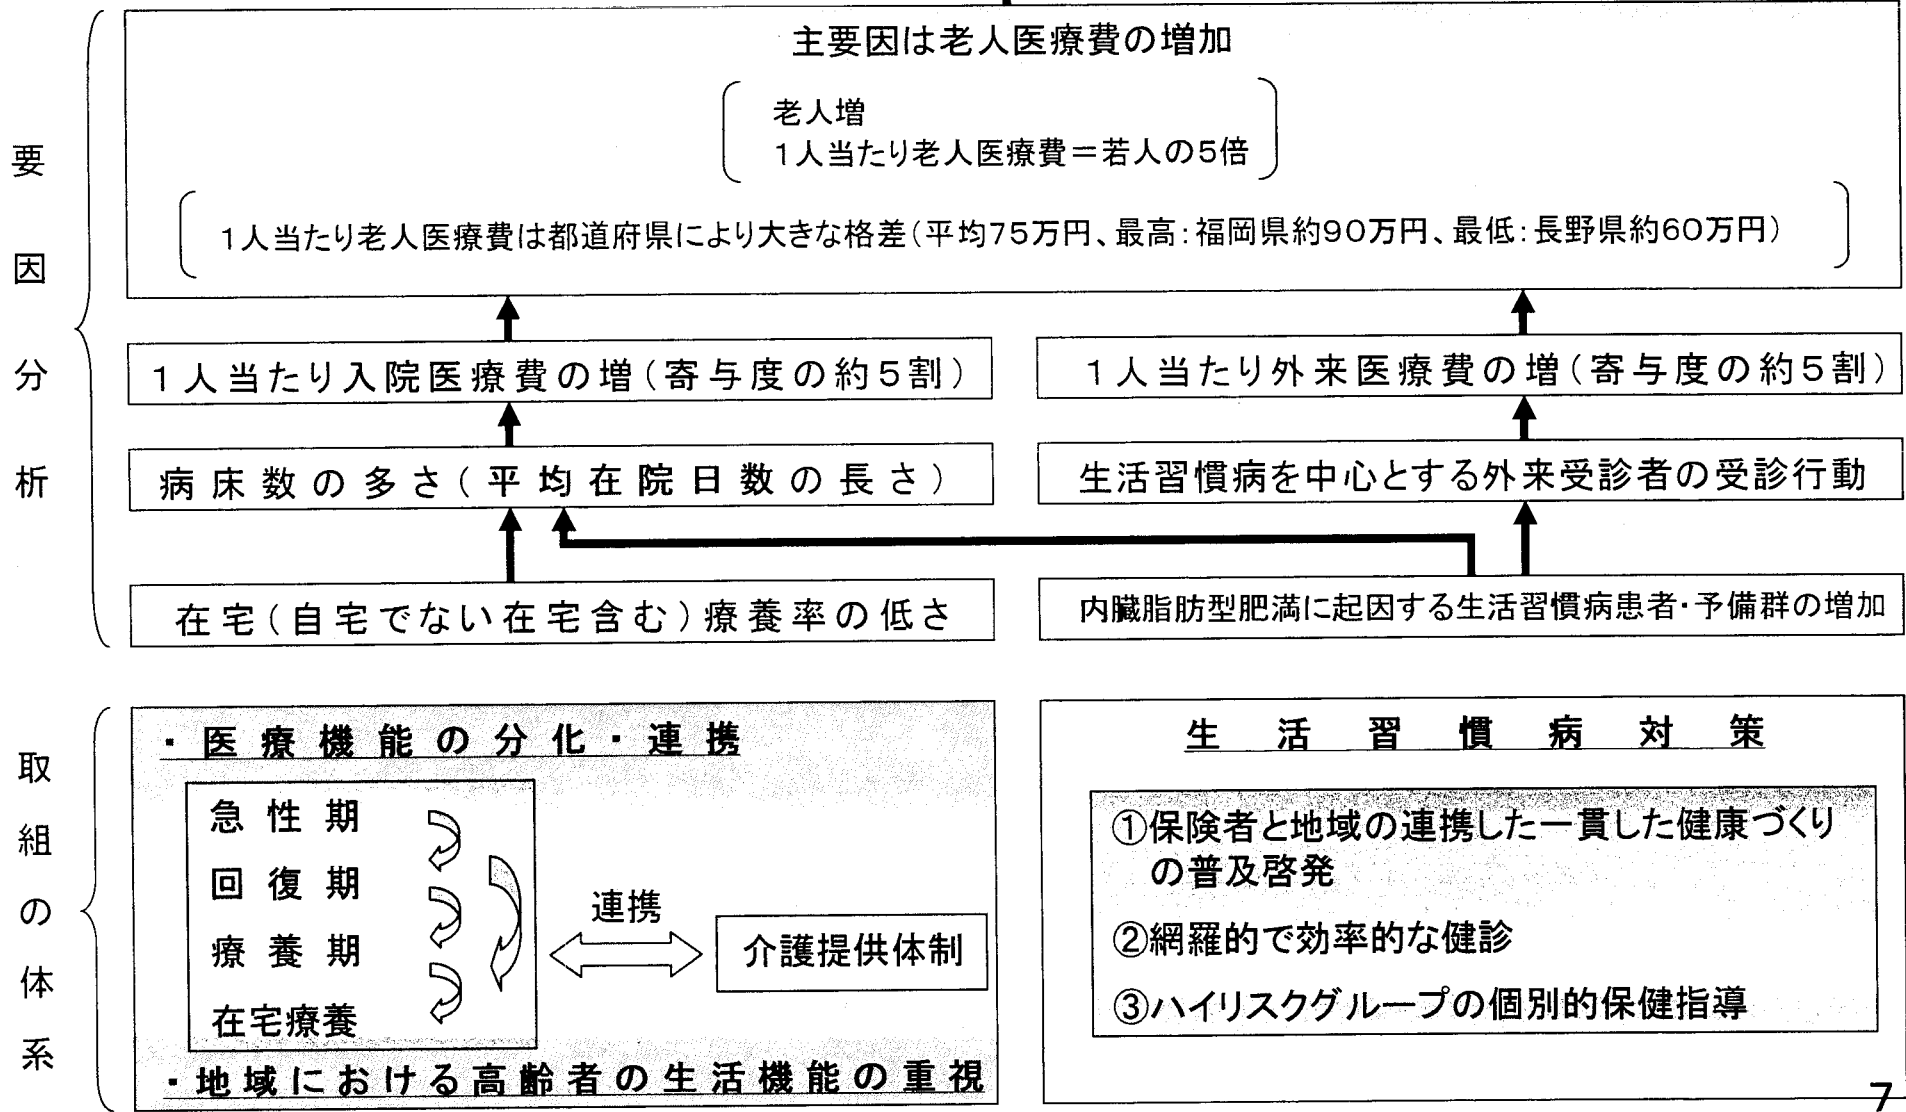 要因分析
主要因は老人医療費の増加
老人増
1人当たり老人医療費＝若人の5倍
1人当たり老人医療費は都道府県により大きな格差（平均75万円、最高：福岡県約90万円、最低：長野県約60万円）
1人当たり入院医療費の増（寄与度の約5割）
1人当たり外来医療費の増（寄与度の約5割）
病床数の多さ（平均在院日数の長さ）
生活習慣病を中心とする外来受診者の受診行動
在宅（自宅でない在宅含む）療養率の低さ
内臓脂肪型肥満に起因する生活習慣病患者・予備群の増加
取組の体系
・医療機能の分化・連携
急性期
回復期
療養期
在宅療養
連携
介護提供体制
・地域における高齢者の生活機能の重視
生活習慣病対策
①保険者と地域の連携した一貫した健康づくり
の普及啓発
②網羅的で効率的な健診
③ハイリスクグループの個別的保健指導
7